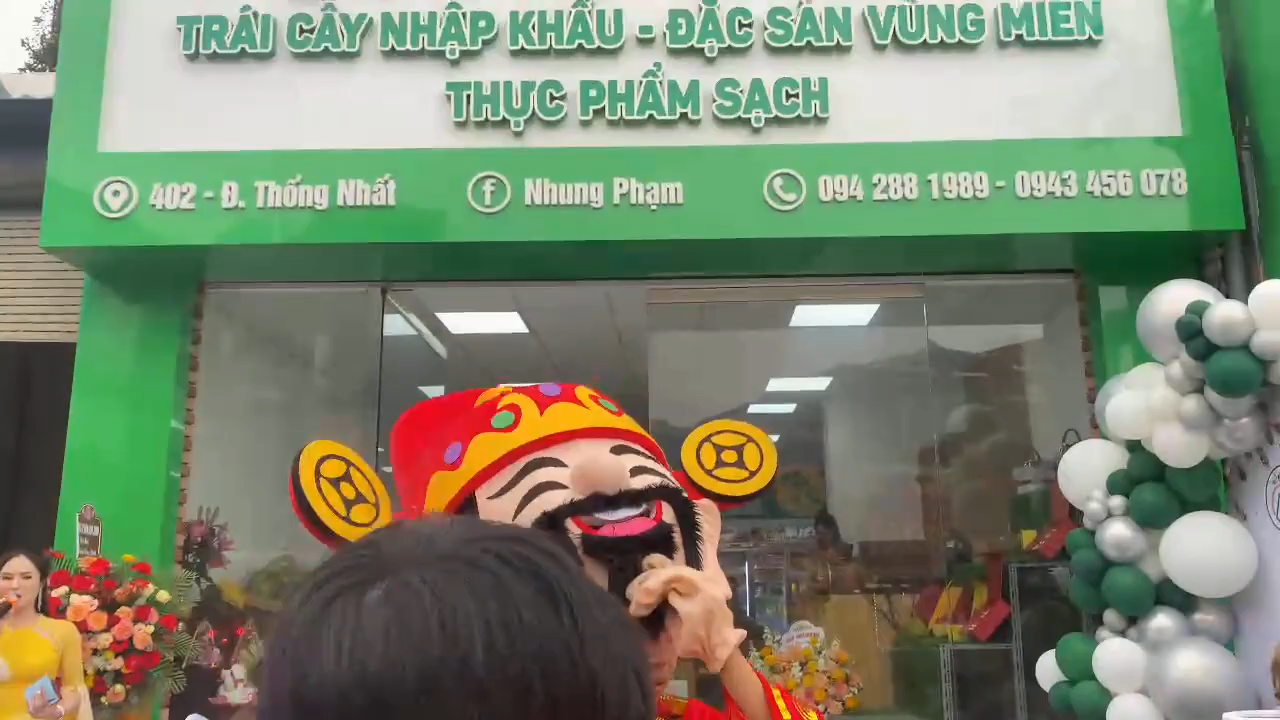 TRÁI CÂY NHẬP KHẨU - ĐẶC SẢN VÙNG MIỀN
THỰC PHẨM SẠCH
402 - Đ. Thống Nhất
f Nhung Phạm
094 288 1989 - 0943 456 078